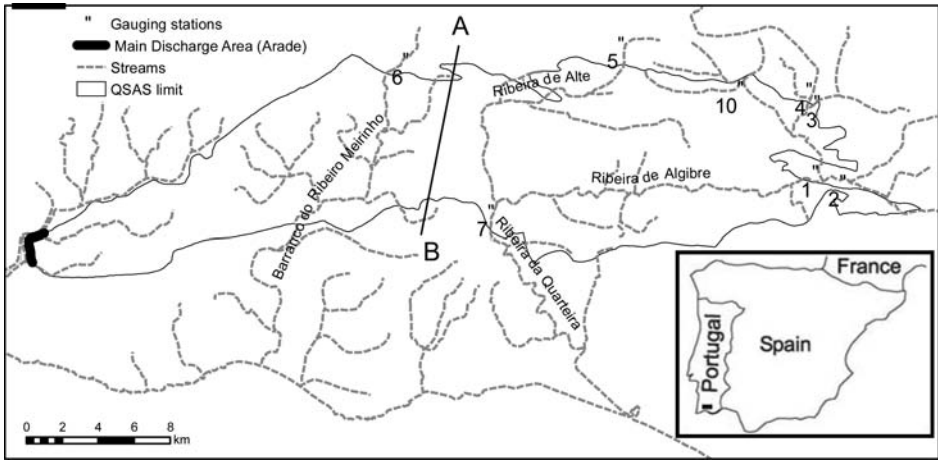 " Gauging stations
Main Discharge Area (Arade)
Streams
QSAS limit
A
B
6
5
10
4
3
1
2
7
Ribeira de Alte
Ribeira de Algibre
Barranco do Ribeiro Meirinho
Ribeira da Quarteira
France
Portugal
Spain
0 2 4 6 8
km